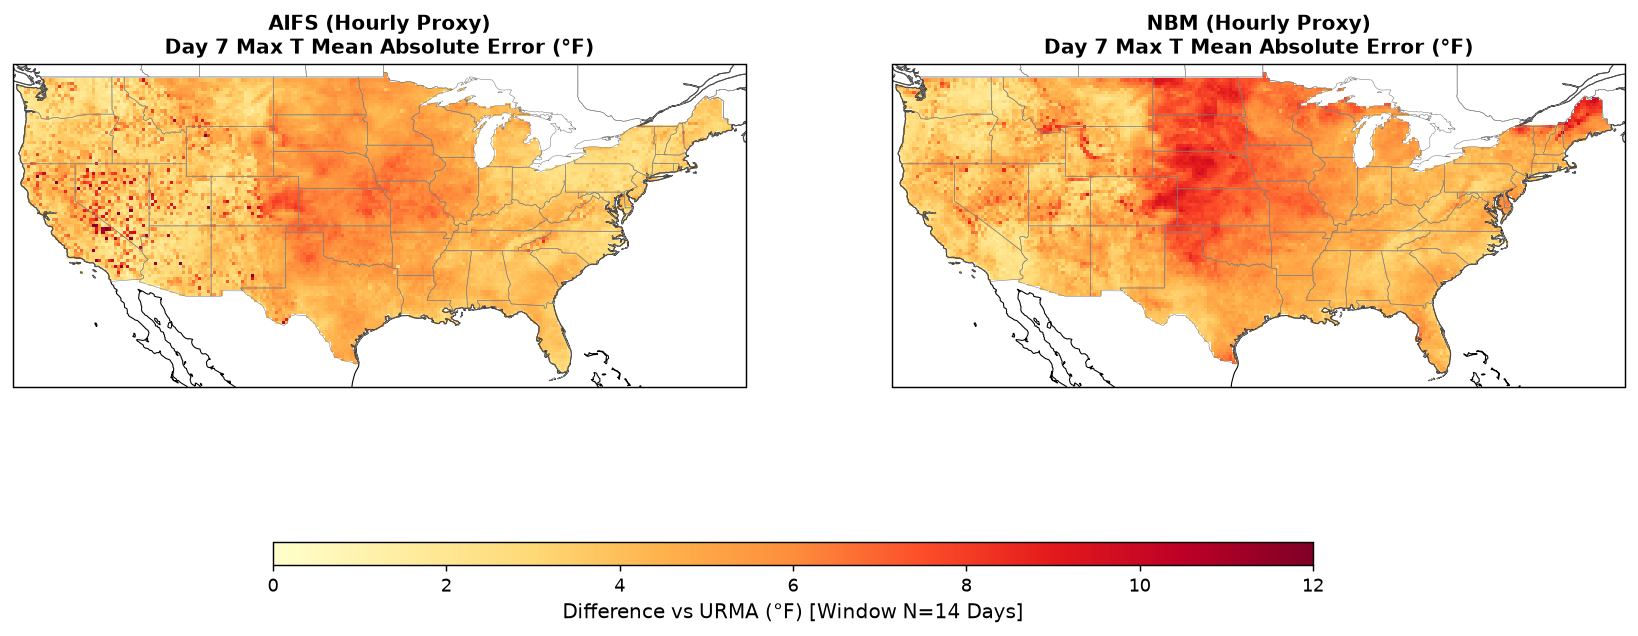 AIFS (Hourly Proxy)
Day 7 Max T Mean Absolute Error (°F)
NBM (Hourly Proxy)
Day 7 Max T Mean Absolute Error (°F)
0 2 4 6 8 10 12
Difference vs URMA (°F) [Window N=14 Days]